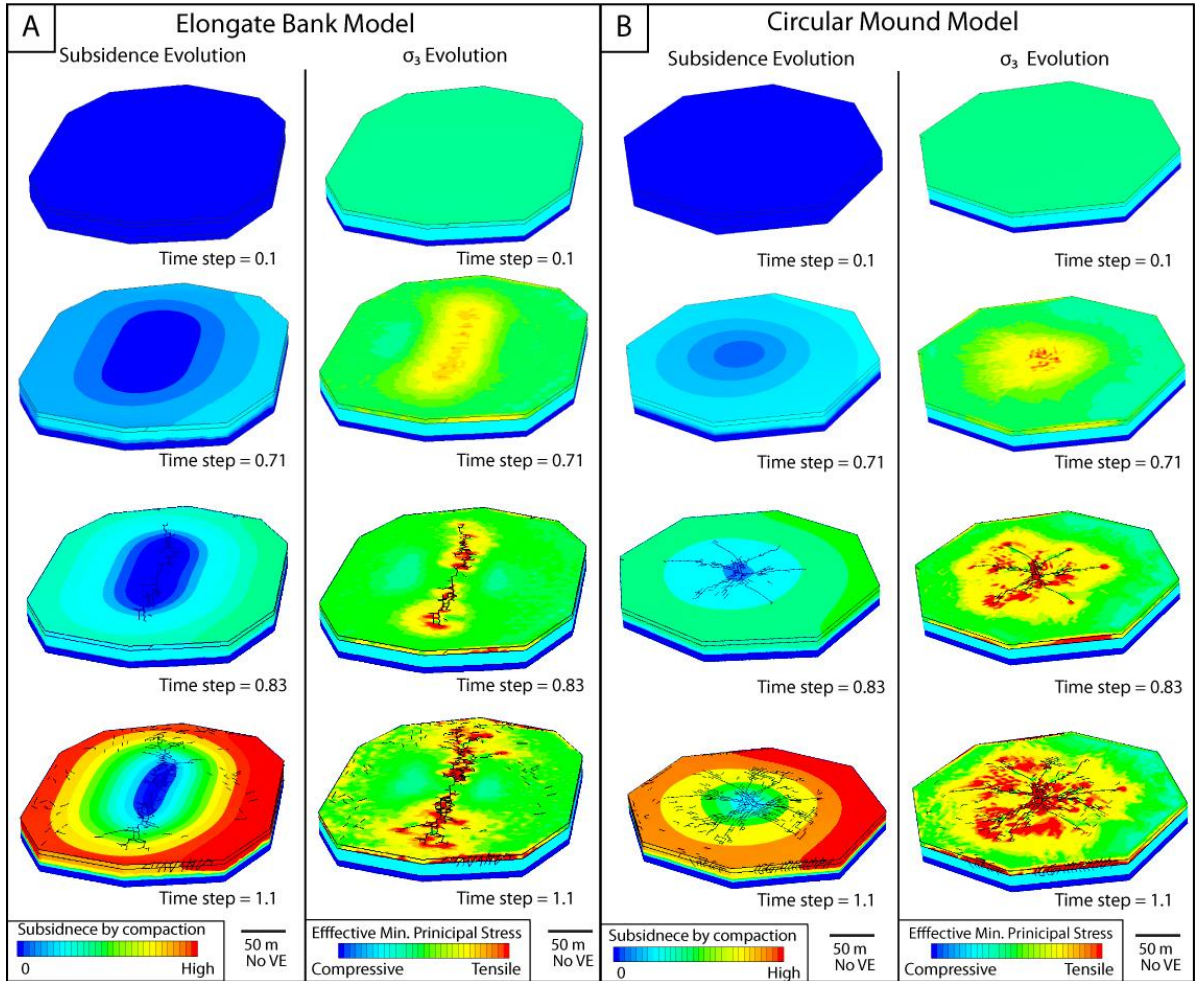 A
Elongate Bank Model
Subsidence Evolution
σ₃ Evolution
Time step = 0.1
Time step = 0.1
Time step = 0.71
Time step = 0.71
Time step = 0.83
Time step = 0.83
Time step = 1.1
Time step = 1.1
Subsidnece by compaction
0 High
50 m
No VE
Efffective Min. Prinicipal Stress
Compressive Tensile
50 m
No VE
B
Circular Mound Model
Subsidence Evolution
σ₃ Evolution
Time step = 0.1
Time step = 0.1
Time step = 0.71
Time step = 0.71
Time step = 0.83
Time step = 0.83
Time step = 1.1
Time step = 1.1
Subsidnece by compaction
0 High
50 m
No VE
Effective Min. Prinicipal Stress
Compressive Tensile
50 m
No VE